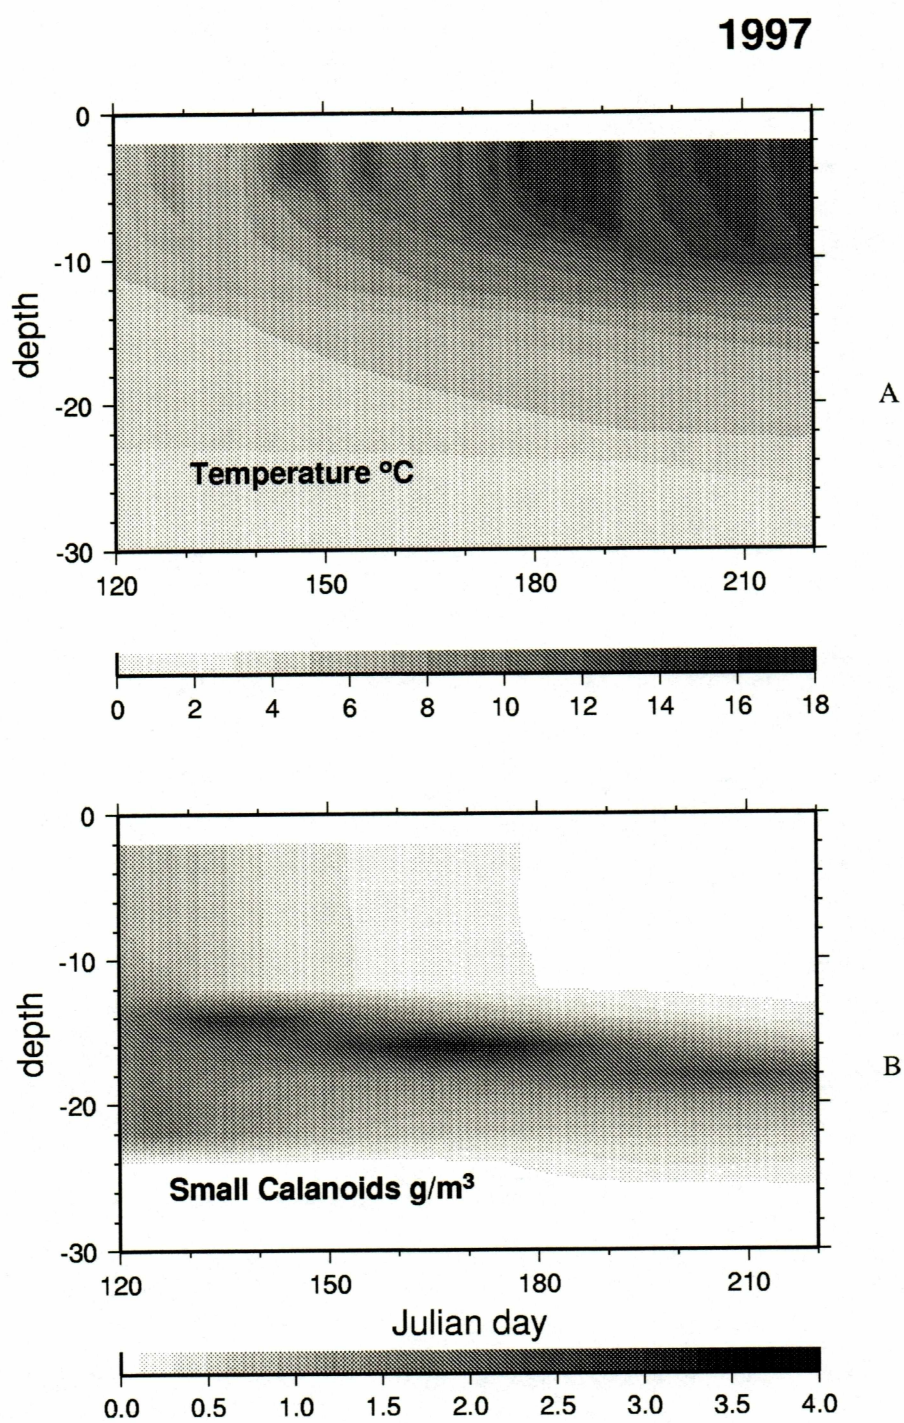 1997
0
-10
-20
-30
depth
Temperature ºC
120 150 180 210
A
0 2 4 6 8 10 12 14 16 18
0
-10
-20
-30
depth
Small Calanoids g/m³
120 150 180 210
Julian day
B
0.0 0.5 1.0 1.5 2.0 2.5 3.0 3.5 4.0